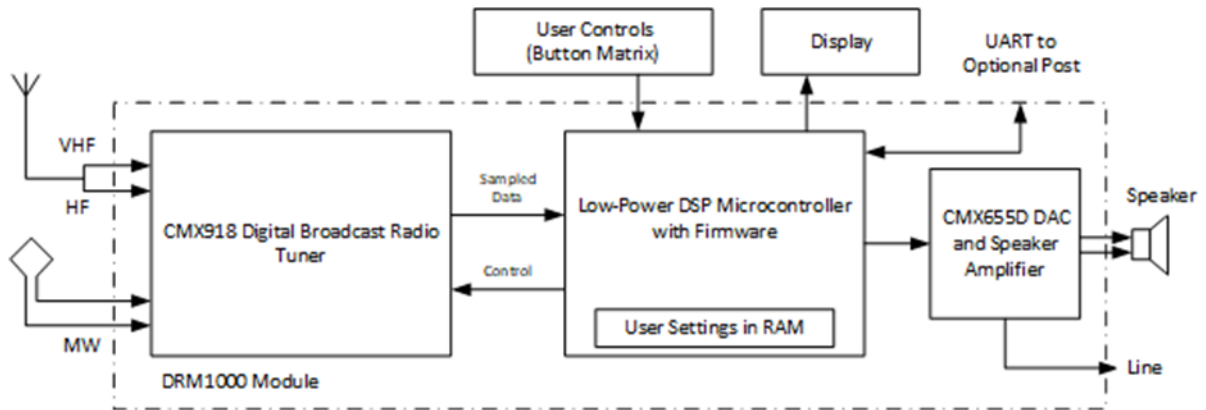 User Controls
(Button Matrix)
Display
UART to
Optional Post
VHF
HF
MW
CMX918 Digital Broadcast Radio
Tuner
Sampled
Data
Control
Low-Power DSP Microcontroller
with Firmware
User Settings in RAM
CMX655D DAC
and Speaker
Amplifier
Speaker
Line
DRM1000 Module